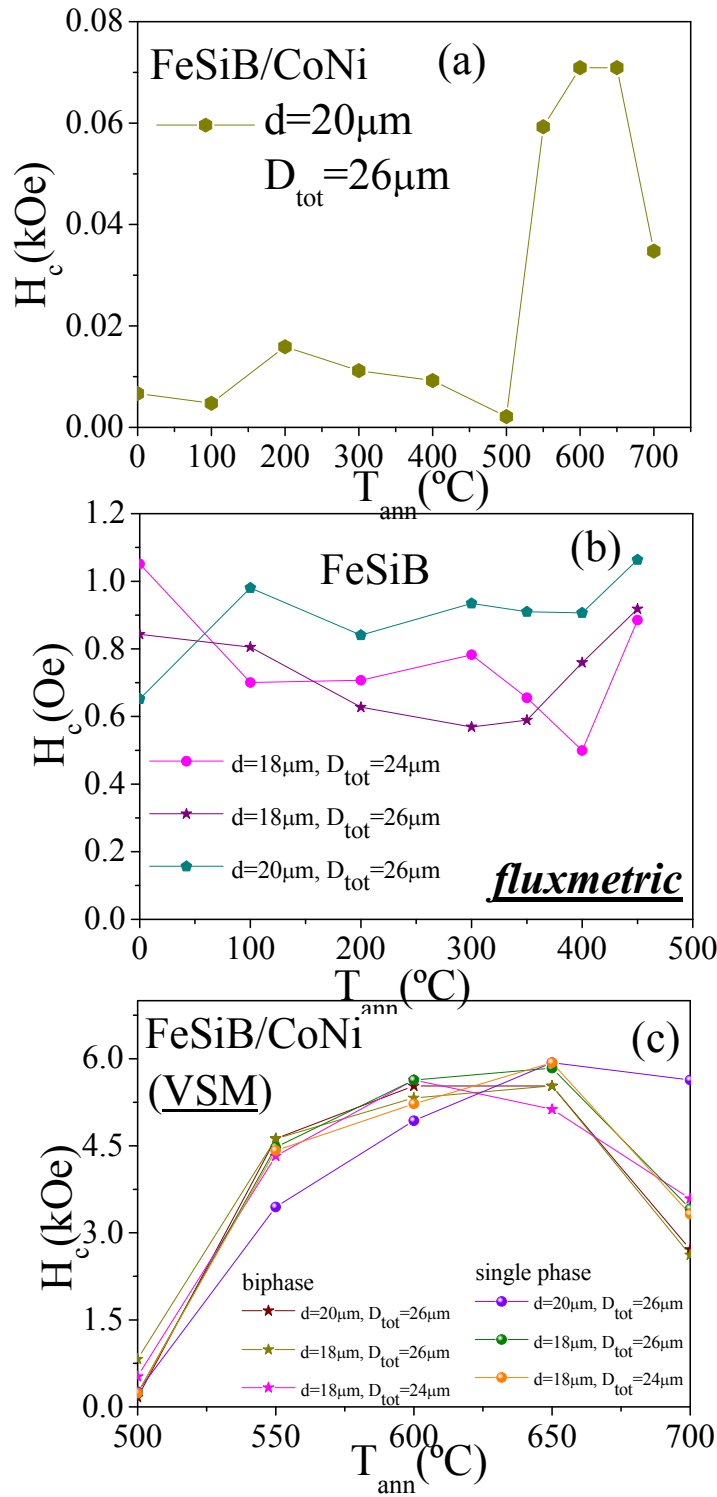 FeSiB/CoNi (a)
d=20μm
D_tot=26μm
H_c(kOe)
0.08
0.06
0.04
0.02
0.00
0 100 200 300 400 500 600 700
T_ann(ºC)
(b)
FeSiB
H_c(Oe)
1.2
1.0
0.8
0.6
0.4
0.2
0.0
d=18μm, D_tot=24μm
d=18μm, D_tot=26μm
d=20μm, D_tot=26μm
fluxmetric
0 100 200 300 400 500
T_ann(ºC)
FeSiB/CoNi (c)
(VSM)
H_c(kOe)
6.0
4.5
3.0
1.5
0.0
biphase
d=20μm, D_tot=26μm
d=18μm, D_tot=26μm
d=18μm, D_tot=24μm
single phase
d=20μm, D_tot=26μm
d=18μm, D_tot=26μm
d=18μm, D_tot=24μm
500 550 600 650 700
T_ann(ºC)